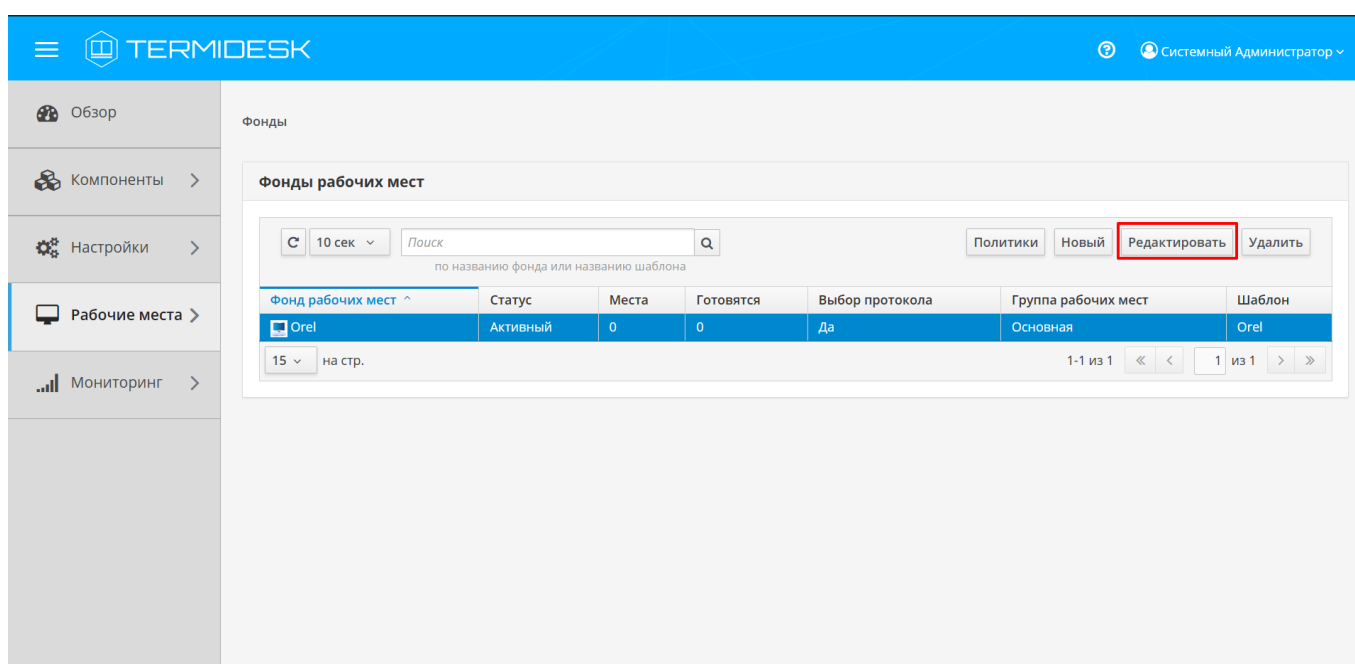 TERMIDESK
Системный Администратор
Обзор
Компоненты
Настройки
Рабочие места
Мониторинг
Фонды
Фонды рабочих мест
10 сек Поиск Политики Новый Редактировать Удалить
по названию фонда или названию шаблона
Фонд рабочих мест Статус Места Готовятся Выбор протокола Группа рабочих мест Шаблон
Orel Активный 0 0 Да Основная Orel
15 на стр. 1-1 из 1 « < 1 из 1 > »